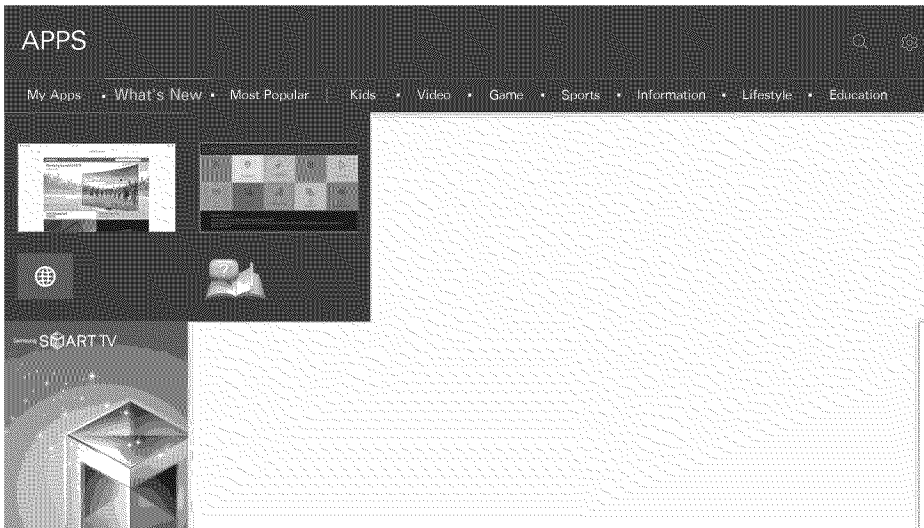 APPS
My Apps • What's New • Most Popular | Kids • Video • Game • Sports • Information • Lifestyle • Education
SMART TV